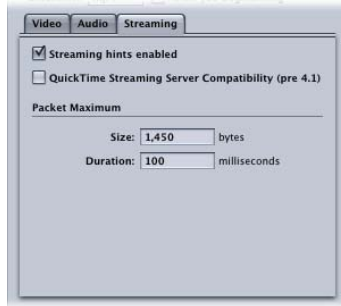 Video Audio Streaming
Streaming hints enabled
QuickTime Streaming Server Compatibility (pre 4.1)
Packet Maximum
Size: 1,450 bytes
Duration: 100 milliseconds